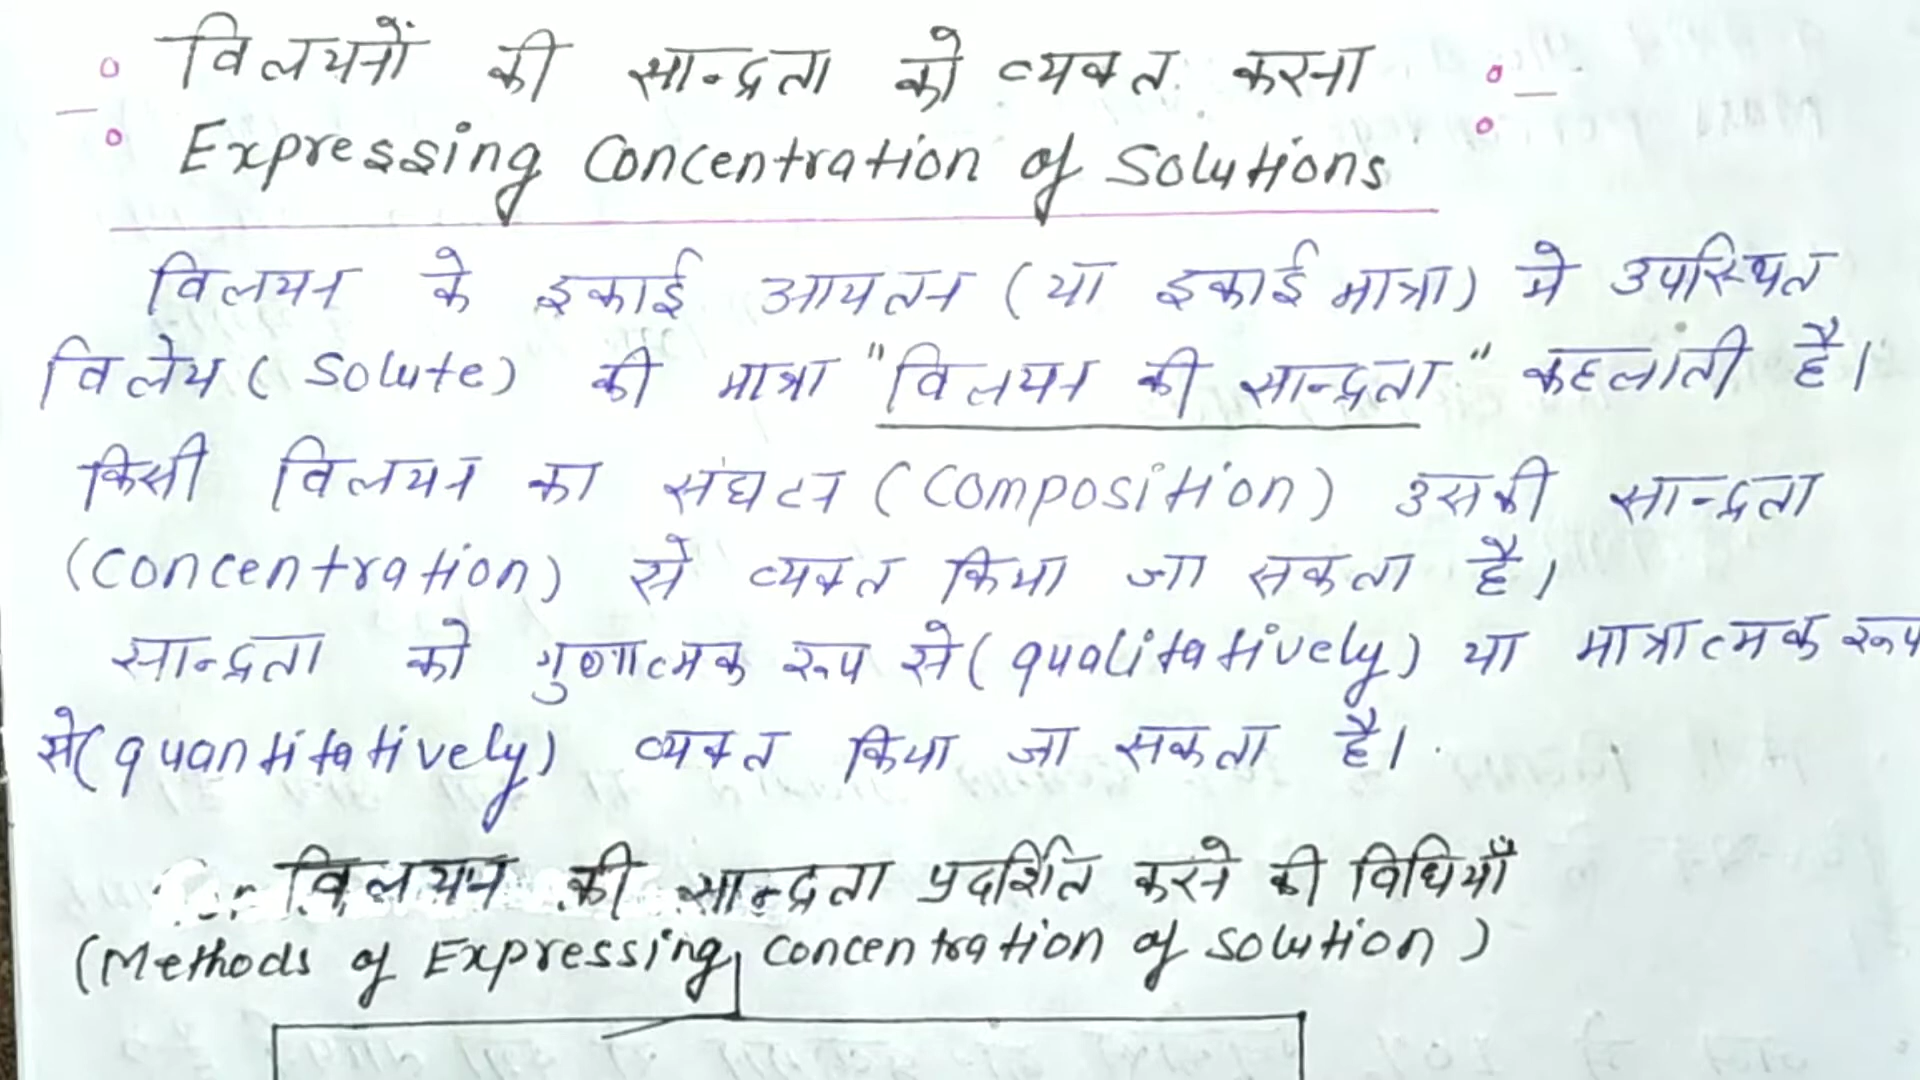 विलयनों की सान्द्रता को व्यक्त करना
Expressing Concentration of Solutions
विलयन के इकाई आयतन (या इकाई मात्रा) मे उपस्थित
विलेय (Solute) की मात्रा "विलयन की सान्द्रता" कहलाती है।
किसी विलयन का संघटन (Composition) उसकी सान्द्रता
(Concentration) से व्यक्त किया जा सकता है।
सान्द्रता को गुणात्मक रूप से (qualitatively) या मात्रात्मक रूप
से (quantitatively) व्यक्त किया जा सकता है।
विलयन की सान्द्रता प्रदर्शित करने की विधियाँ
(Methods of Expressing Concentration of solution)